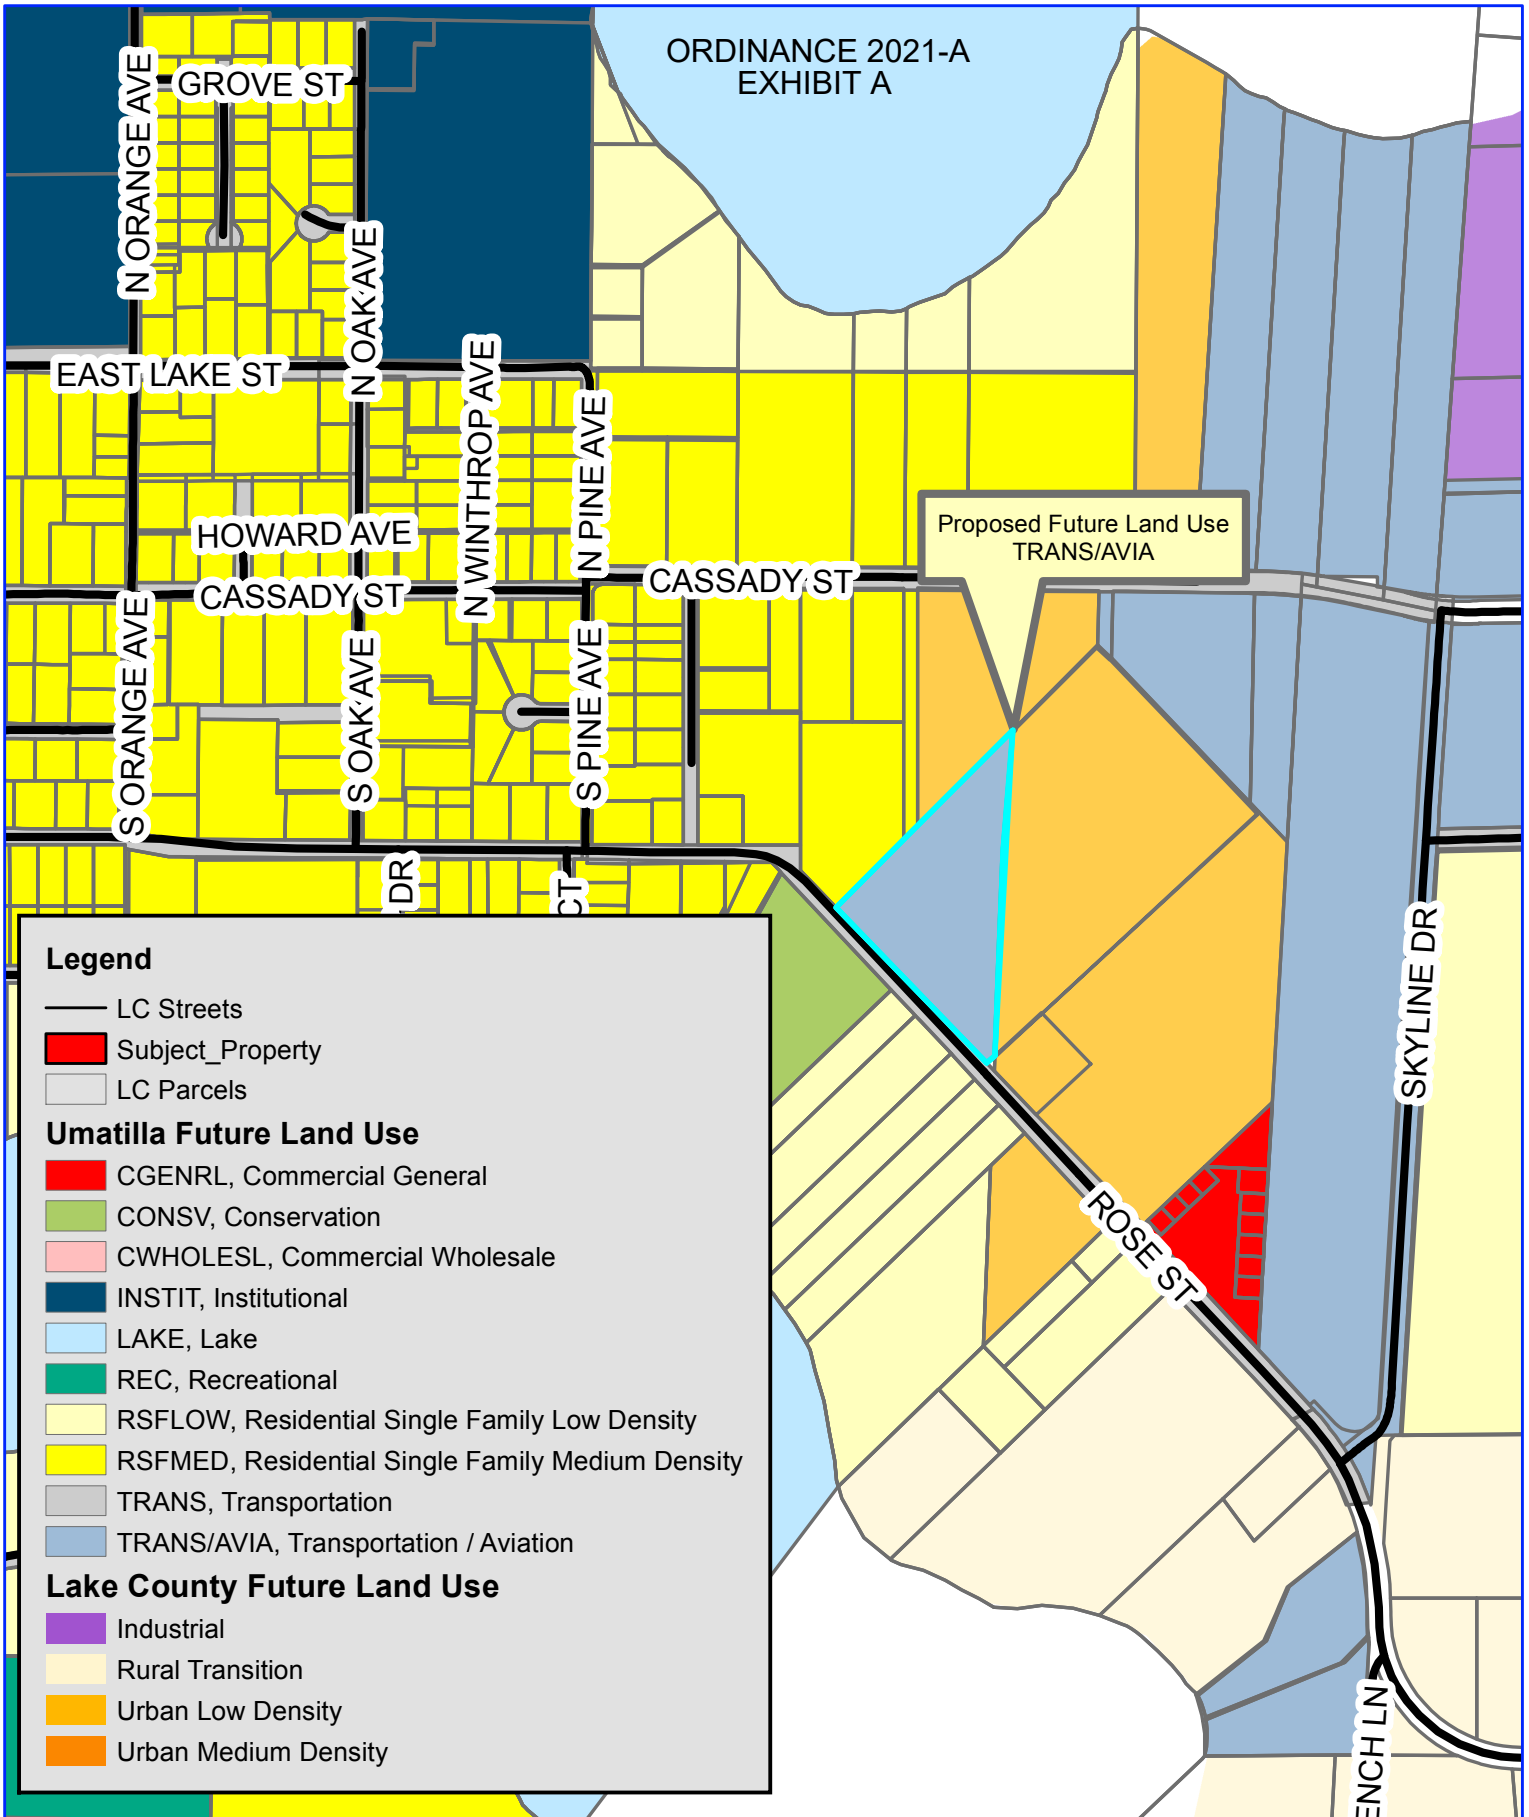 ORDINANCE 2021-A
EXHIBIT A
GROVE ST
N ORANGE AVE
N OAK AVE
EAST LAKE ST
N WINTHROP AVE
N PINE AVE
HOWARD AVE
CASSADY ST
CASSADY ST
Proposed Future Land Use
TRANS/AVIA
S ORANGE AVE
S OAK AVE
S PINE AVE
DR
CT
SKYLINE DR
ROSE ST
ENCH LN
Legend
LC Streets
Subject_Property
LC Parcels
Umatilla Future Land Use
CGENRL, Commercial General
CONSV, Conservation
CWHOLESL, Commercial Wholesale
INSTIT, Institutional
LAKE, Lake
REC, Recreational
RSFLOW, Residential Single Family Low Density
RSFMED, Residential Single Family Medium Density
TRANS, Transportation
TRANS/AVIA, Transportation / Aviation
Lake County Future Land Use
Industrial
Rural Transition
Urban Low Density
Urban Medium Density